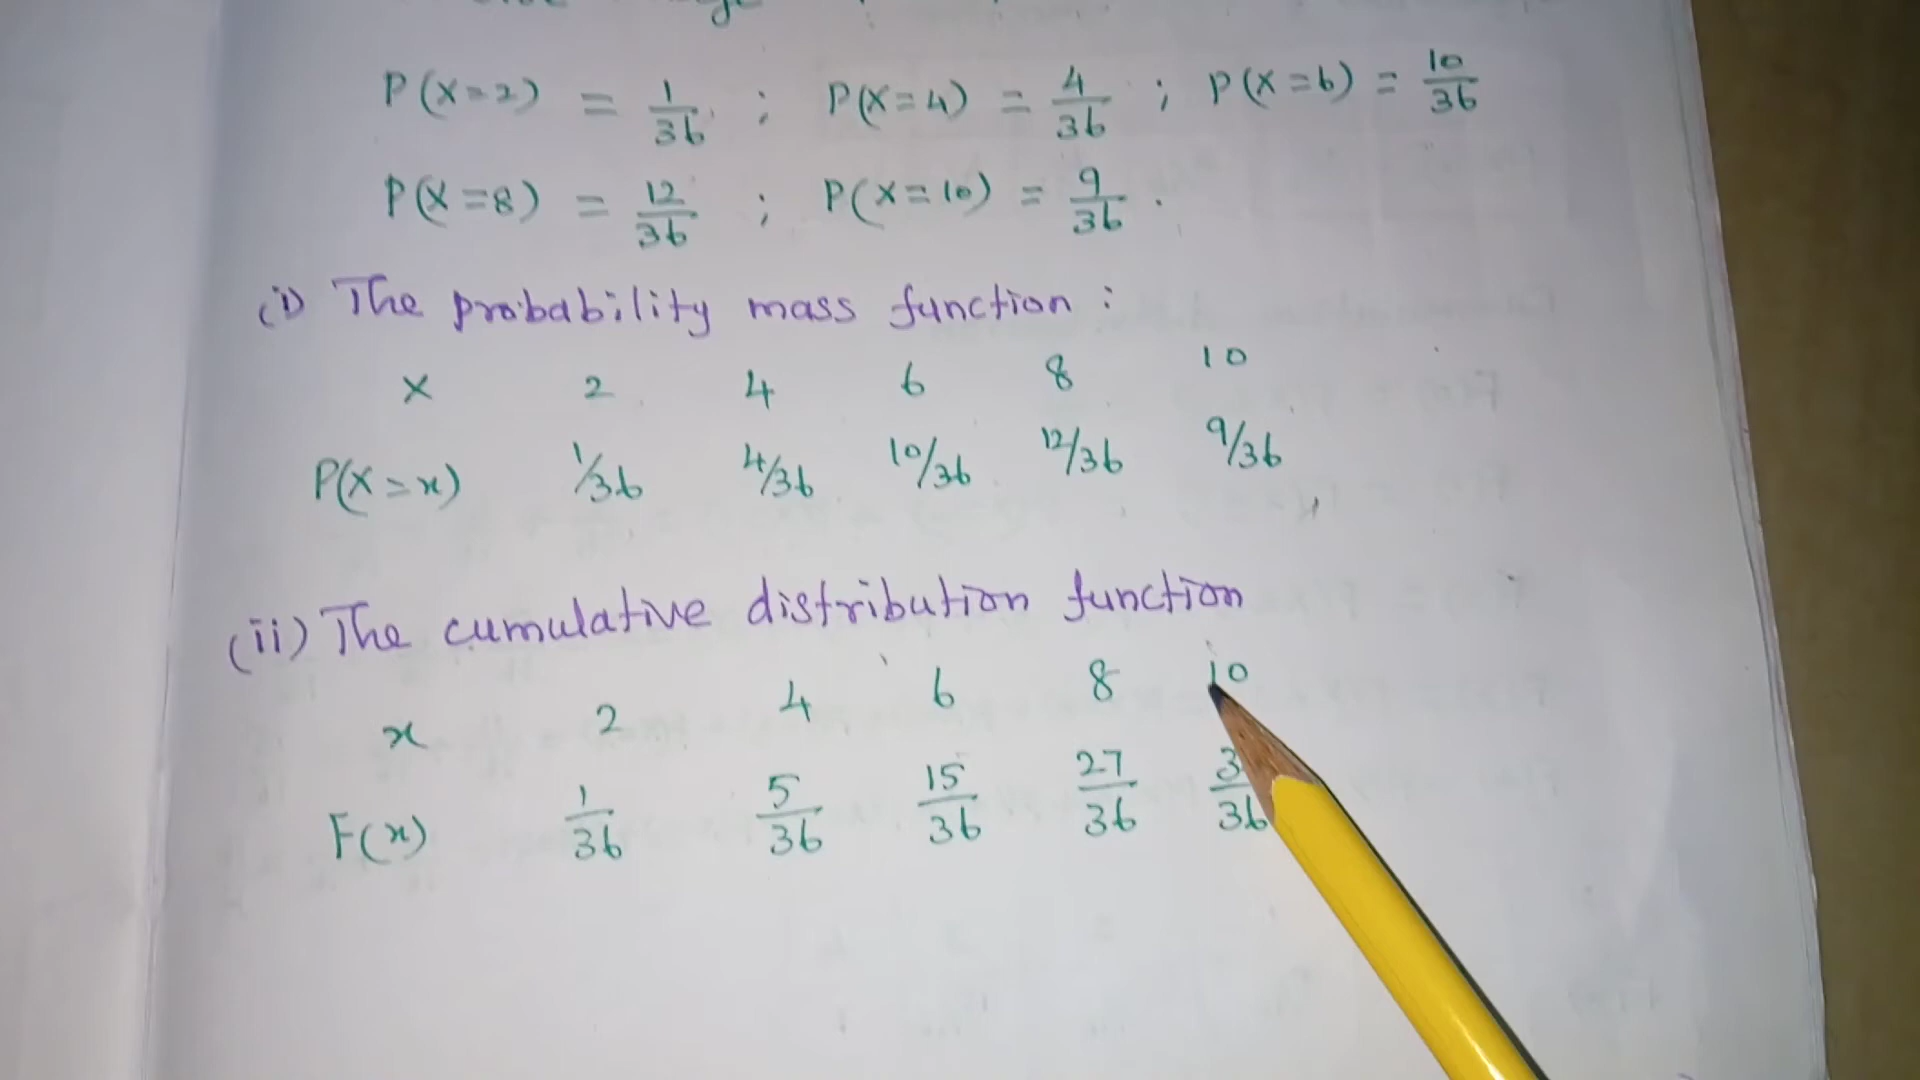 P(X=2) = 1/36 ; P(X=4) = 4/36 ; P(X=6) = 10/36
P(X=8) = 12/36 ; P(X=10) = 9/36 .
(i) The probability mass function :
X 2 4 6 8 10
P(X=x) 1/36 4/36 10/36 12/36 9/36
(ii) The cumulative distribution function
x 2 4 6 8 10
F(x) 1/36 5/36 15/36 27/36